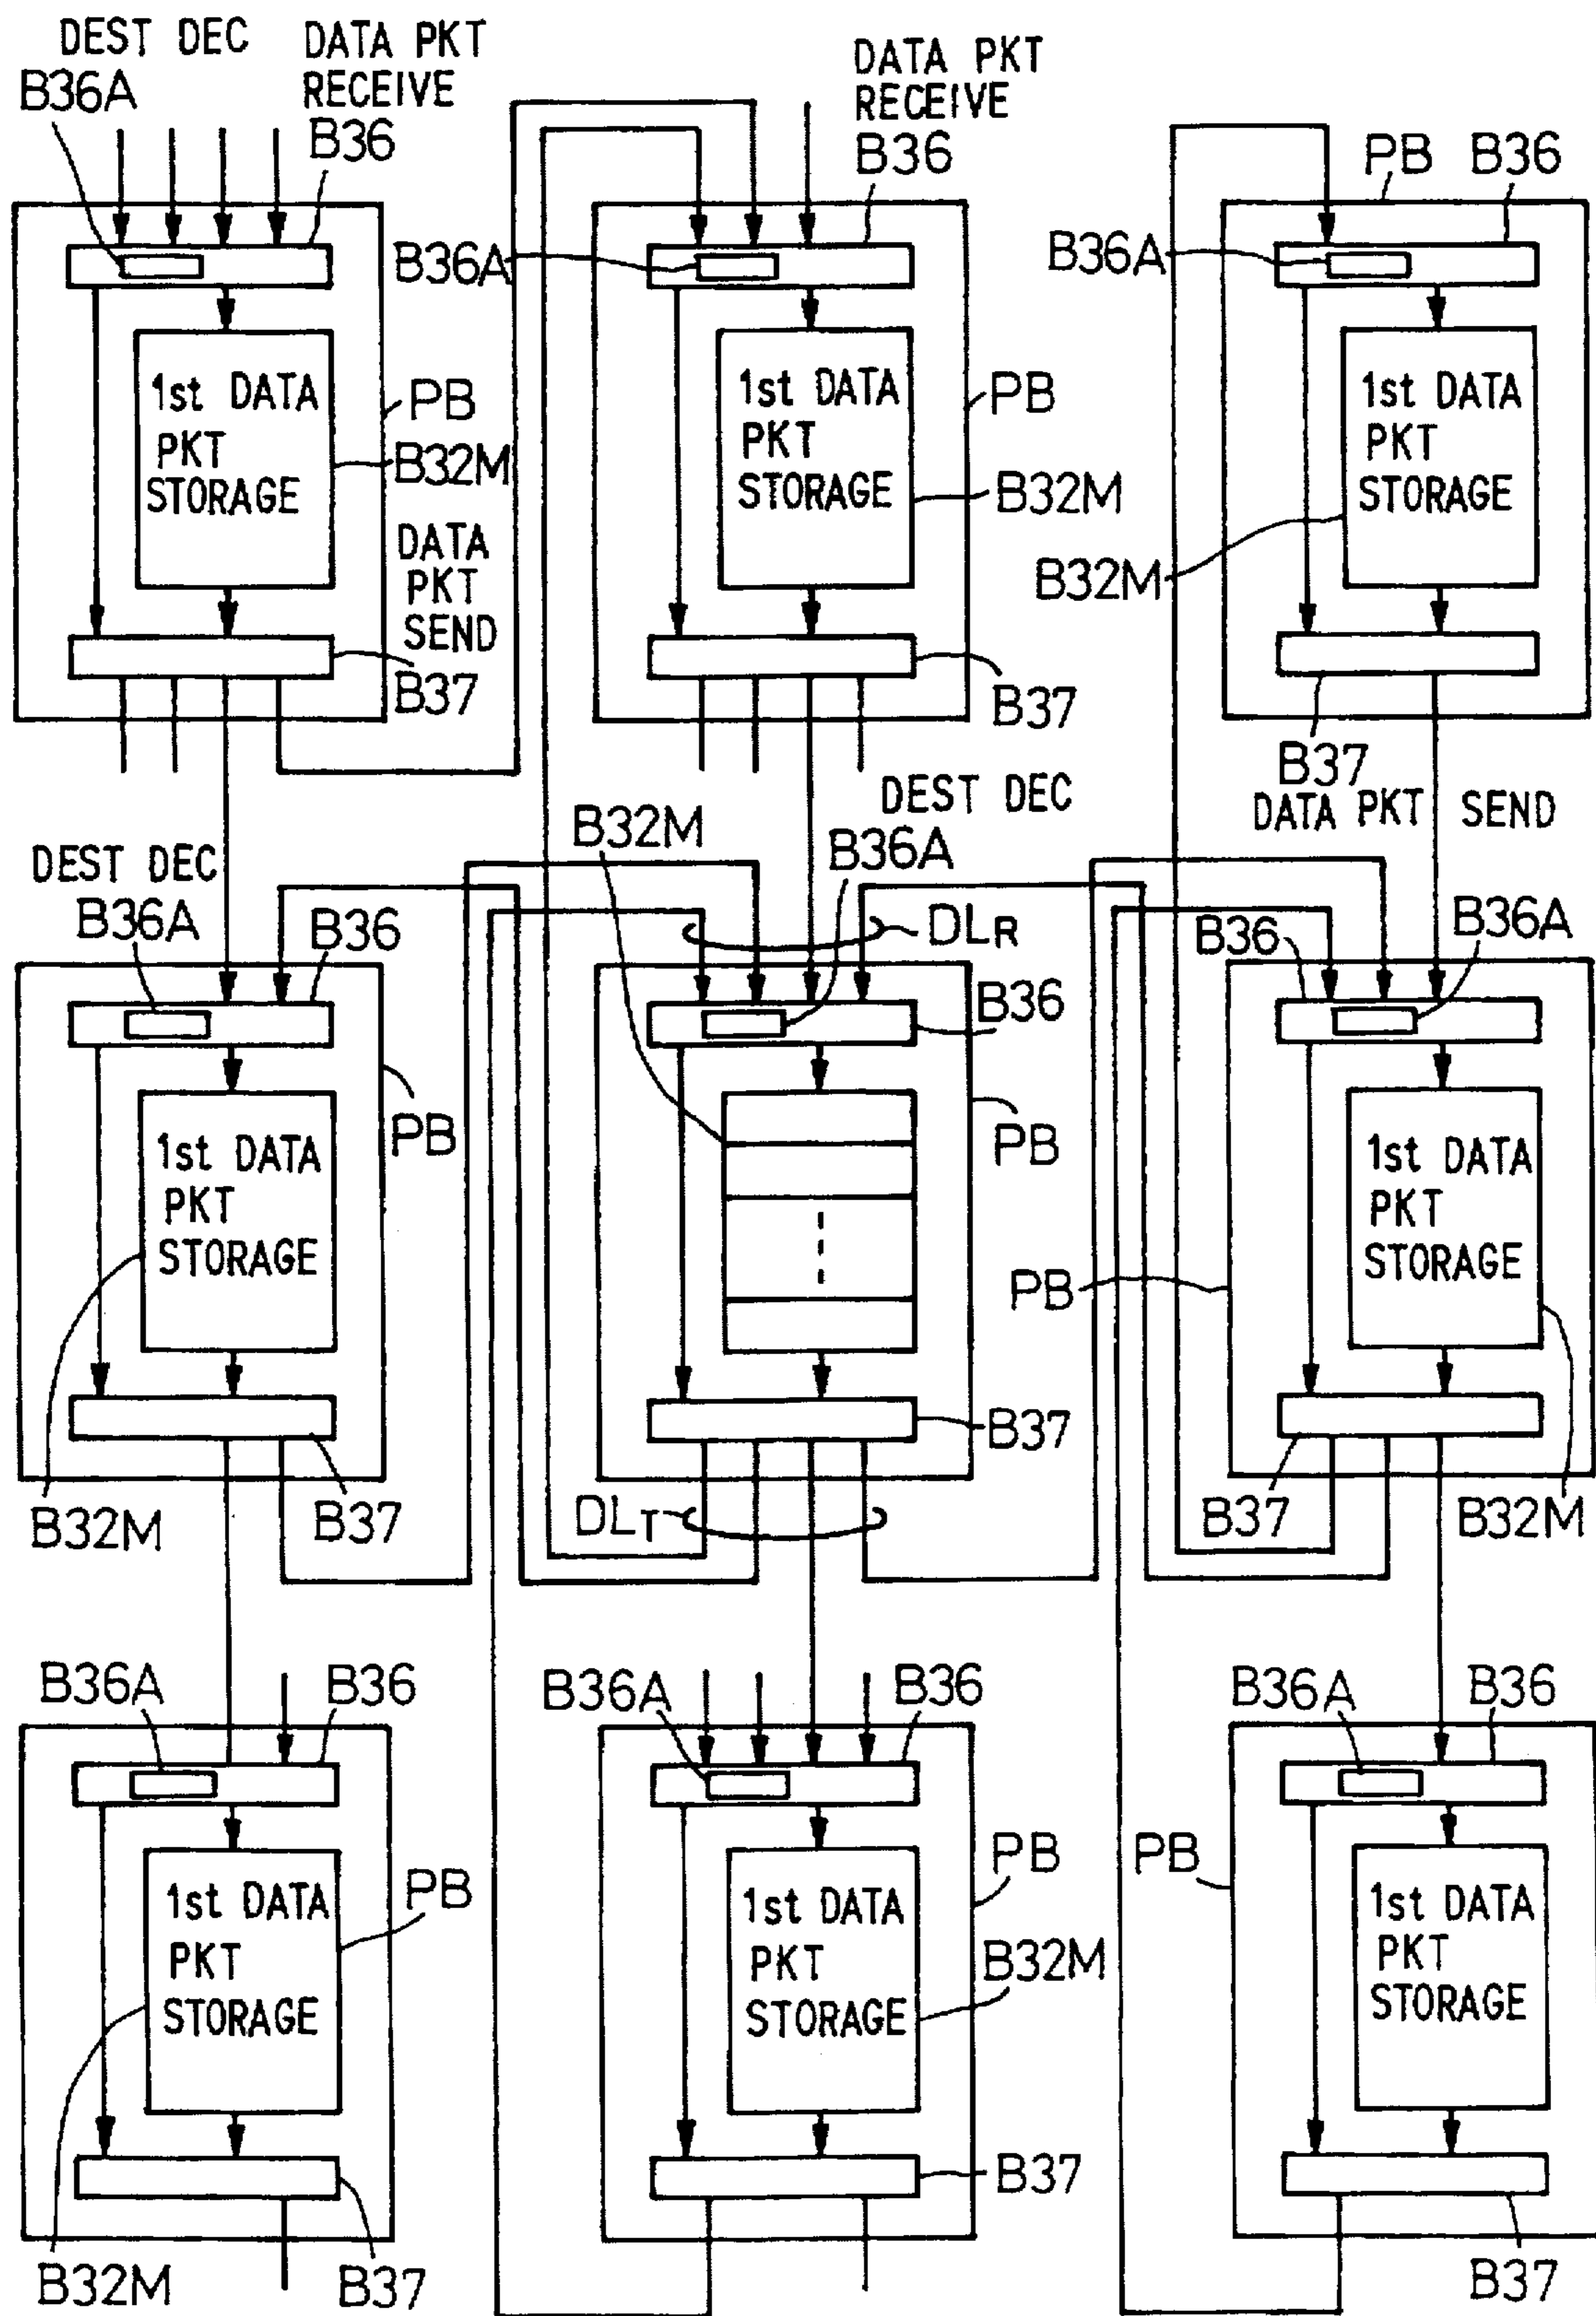 DEST DEC
B36A
DATA PKT
RECEIVE
B36
DATA PKT
RECEIVE
B36
PB
B36
B36A
B36A
1st DATA
PKT
STORAGE
PB
B32M
DATA
PKT
SEND
B37
1st DATA
PKT
STORAGE
PB
B32M
B37
1st DATA
PKT
STORAGE
B32M
B37
DATA PKT SEND
DEST DEC
B36A
B36
B32M
DEST DEC
B36A
DLR
B36
B36
B36A
1st DATA
PKT
STORAGE
PB
B32M
B37
PB
B37
DLT
1st DATA
PKT
STORAGE
PB
B37
B32M
B36A
B36
B36A
B36
B36A
B36
1st DATA
PKT
STORAGE
PB
B32M
B37
1st DATA
PKT
STORAGE
PB
B32M
B37
PB
1st DATA
PKT
STORAGE
B37